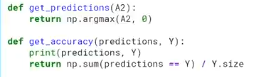 def get_predictions(A2):
    return np.argmax(A2, 0)

def get_accuracy(predictions, Y):
    print(predictions, Y)
    return np.sum(predictions == Y) / Y.size